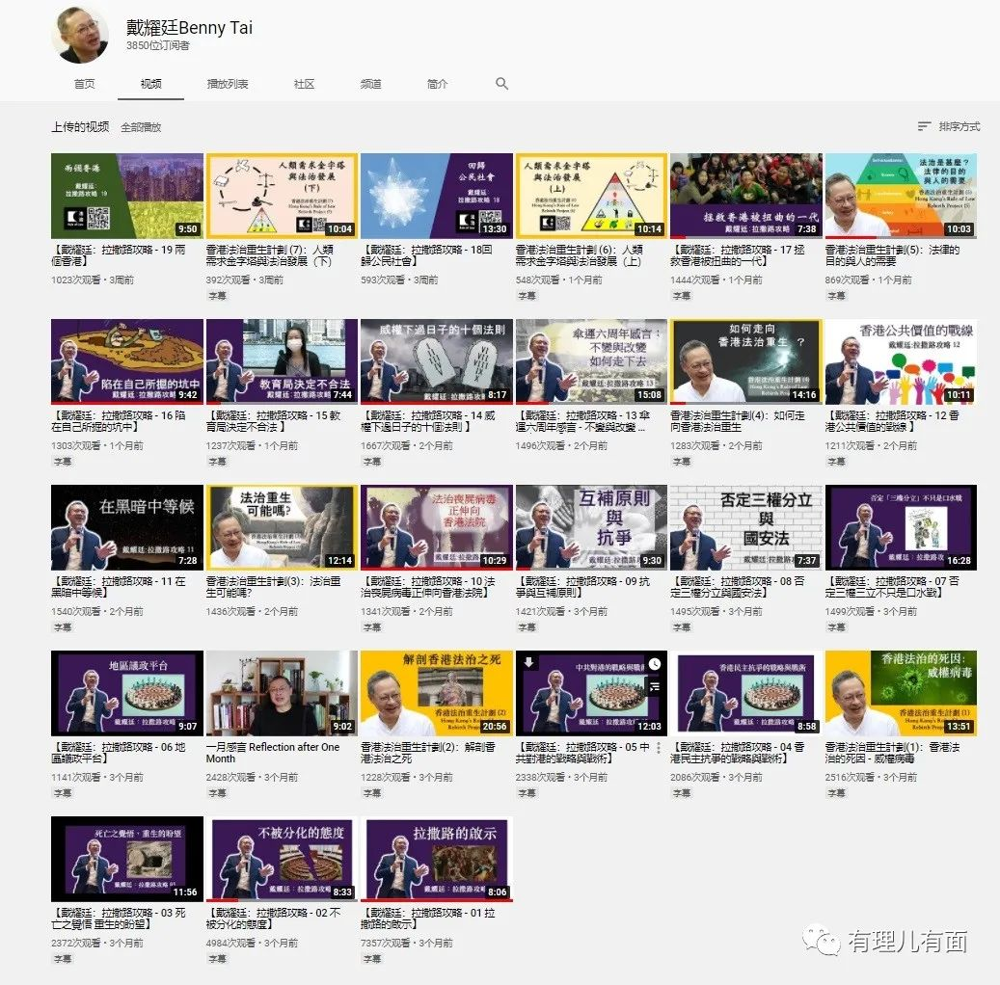 戴耀廷Benny Tai
3850位订阅者
首页 视频 播放列表 社区 频道 简介
上传的视频 全部播放 排序方式
兩個香港
戴耀廷:
拉撒路攻略 19
9:50
人類需求金字塔
與法治發展
(下)
10:04
回歸
公民社會
戴耀廷:
拉撒路攻略 18
13:30
人類需求金字塔
與法治發展
(上)
10:14
拯救香港被扭曲的一代
戴耀廷:拉撒路攻略
7:38
法治是甚麼?
法律的目的
與人的需要
香港法治重生計劃 (5)
Hong Kong's Rule of Law
Rebirth Project (5)
10:03
【戴耀廷：拉撒路攻略 - 19 兩
個香港】
1023次观看 • 3周前
香港法治重生計劃 (7)：人類
需求金字塔與法治發展（下）
392次观看 • 3周前
字幕
【戴耀廷：拉撒路攻略 - 18回
歸公民社會】
593次观看 • 3周前
香港法治重生計劃 (6)：人類
需求金字塔與法治發展（上）
548次观看 • 1个月前
字幕
【戴耀廷：拉撒路攻略 - 17 拯
救香港被扭曲的一代】
1444次观看 • 1个月前
字幕
香港法治重生計劃(5)：法律的
目的與人的需要
869次观看 • 1个月前
字幕
陷在自己所掘的坑中
戴耀廷:拉撒路攻略
9:42
教育局決定不合法
戴耀廷:拉撒路攻略
7:44
威權下過日子的十個法則
戴耀廷:拉撒路攻略
8:17
傘運六周年感言:
不變與改變
如何走下去
戴耀廷:拉撒路攻略 13
15:08
如何走向
香港法治重生 ?
香港法治重生計劃 (4)
14:16
香港公共價值的戰線
戴耀廷:拉撒路攻略 12
10:11
【戴耀廷：拉撒路攻略 - 16 陷
在自己所掘的坑中】
1303次观看 • 1个月前
字幕
【戴耀廷：拉撒路攻略 - 15 教
育局決定不合法 】
1237次观看 • 1个月前
字幕
【戴耀廷：拉撒路攻略 - 14 威
權下過日子的十個法則 】
1667次观看 • 2个月前
字幕
【戴耀廷：拉撒路攻略 - 13 傘
運六周年感言 - 不變與改變 ...
1496次观看 • 2个月前
字幕
香港法治重生計劃(4)：如何走
向香港法治重生
1283次观看 • 2个月前
字幕
【戴耀廷：拉撒路攻略 - 12 香
港公共價值的戰線 】
1211次观看 • 2个月前
字幕
在黑暗中等候
戴耀廷:拉撒路攻略 11
7:28
法治重生
可能嗎?
香港法治重生計劃 (3)
12:14
法治喪屍病毒
正伸向
香港法院
戴耀廷:拉撒路攻
10:29
互補原則
與
抗爭
戴耀廷:拉撒路攻
9:30
否定三權分立
與
國安法
戴耀廷:拉撒路
7:37
否定「三權分立」不只是口水戰
戴耀廷:拉撒路攻
16:28
【戴耀廷：拉撒路攻略 - 11 在
黑暗中等候】
1540次观看 • 2个月前
字幕
香港法治重生計劃(3)：法治重
生可能嗎?
1436次观看 • 2个月前
【戴耀廷：拉撒路攻略 - 10 法
治喪屍病毒正伸向香港法院】
1341次观看 • 2个月前
字幕
【戴耀廷：拉撒路攻略 - 09 抗
爭與互補原則】
1421次观看 • 3个月前
字幕
【戴耀廷：拉撒路攻略 - 08 否
定三權分立與國安法】
1495次观看 • 3个月前
字幕
【戴耀廷：拉撒路攻略 - 07 否
定三權三立不只是口水戰】
1499次观看 • 3个月前
字幕
地區議政平台
戴耀廷：拉撒路攻略
9:07
9:02
解剖香港法治之死
香港法治重生計劃 (2)
20:56
中共對港的戰略與戰術
戴耀廷：拉撒路攻略
12:03
香港民主抗爭的戰略與戰術
戴耀廷：拉撒路攻略
8:58
香港法治的死因:
威權病毒
香港法治重生計劃 (1)
Hong Kong's Rule of Law
Rebirth Project (1)
13:51
【戴耀廷：拉撒路攻略 - 06 地
區議政平台】
1141次观看 • 3个月前
字幕
一月感言 Reflection after One
Month
2428次观看 • 3个月前
字幕
香港法治重生計劃(2)：解剖香
港法治之死
1228次观看 • 3个月前
字幕
【戴耀廷：拉撒路攻略 - 05 中
共對港的戰略與戰術】
2338次观看 • 3个月前
字幕
【戴耀廷：拉撒路攻略 - 04 香
港民主抗爭的戰略與戰術】
2086次观看 • 3个月前
字幕
香港法治重生計劃(1)：香港法
治的死因 - 威權病毒
2516次观看 • 3个月前
字幕
死亡之覺悟、重生的盼望
戴耀廷：拉撒路攻略
11:56
不被分化的態度
戴耀廷：拉撒路攻略
8:33
拉撒路的啟示
戴耀廷：拉撒路攻略
8:06
【戴耀廷：拉撒路攻略 - 03 死
亡之覺悟 重生的盼望】
2372次观看 • 3个月前
字幕
【戴耀廷：拉撒路攻略 - 02 不
被分化的態度】
4984次观看 • 3个月前
字幕
【戴耀廷：拉撒路攻略 - 01 拉
撒路的啟示】
7357次观看 • 3个月前
字幕
有理儿有面